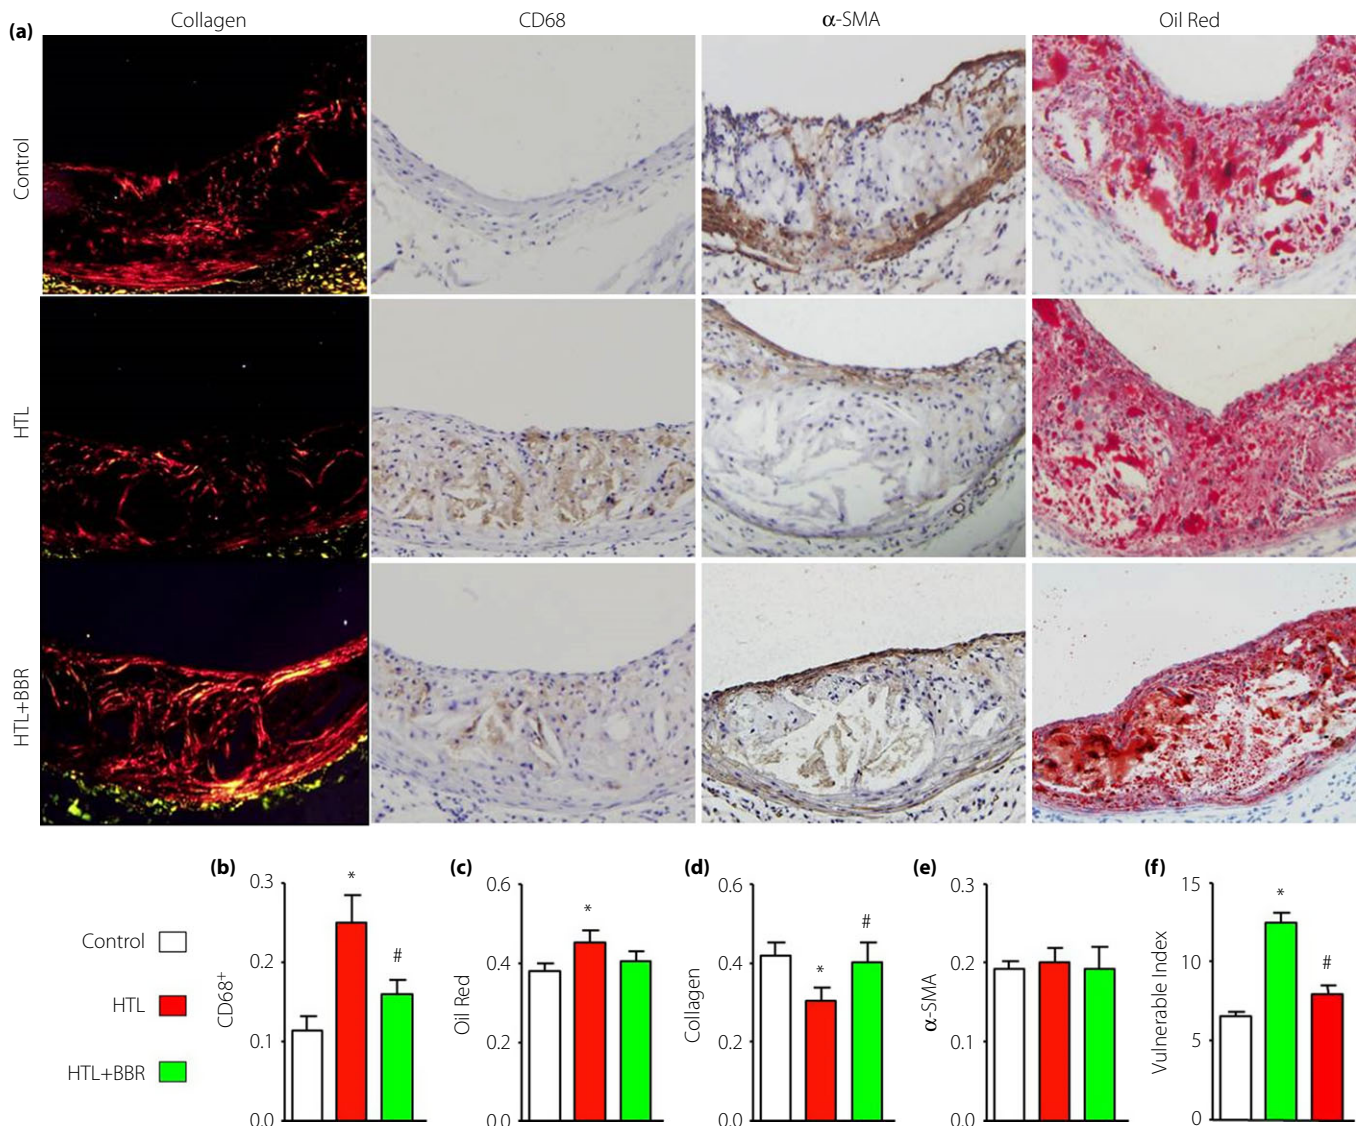 (a)
Collagen
CD68
α-SMA
Oil Red
Control
HTL
HTL+BBR
Control
HTL
HTL+BBR
(b)
CD68+
0.3
0.2
0.1
0.0
*
#
(c)
Oil Red
0.6
0.4
0.2
0.0
*
(d)
Collagen
0.6
0.4
0.2
0.0
*
#
(e)
α-SMA
0.3
0.2
0.1
0.0
(f)
Vulnerable Index
15
10
5
0
*
#